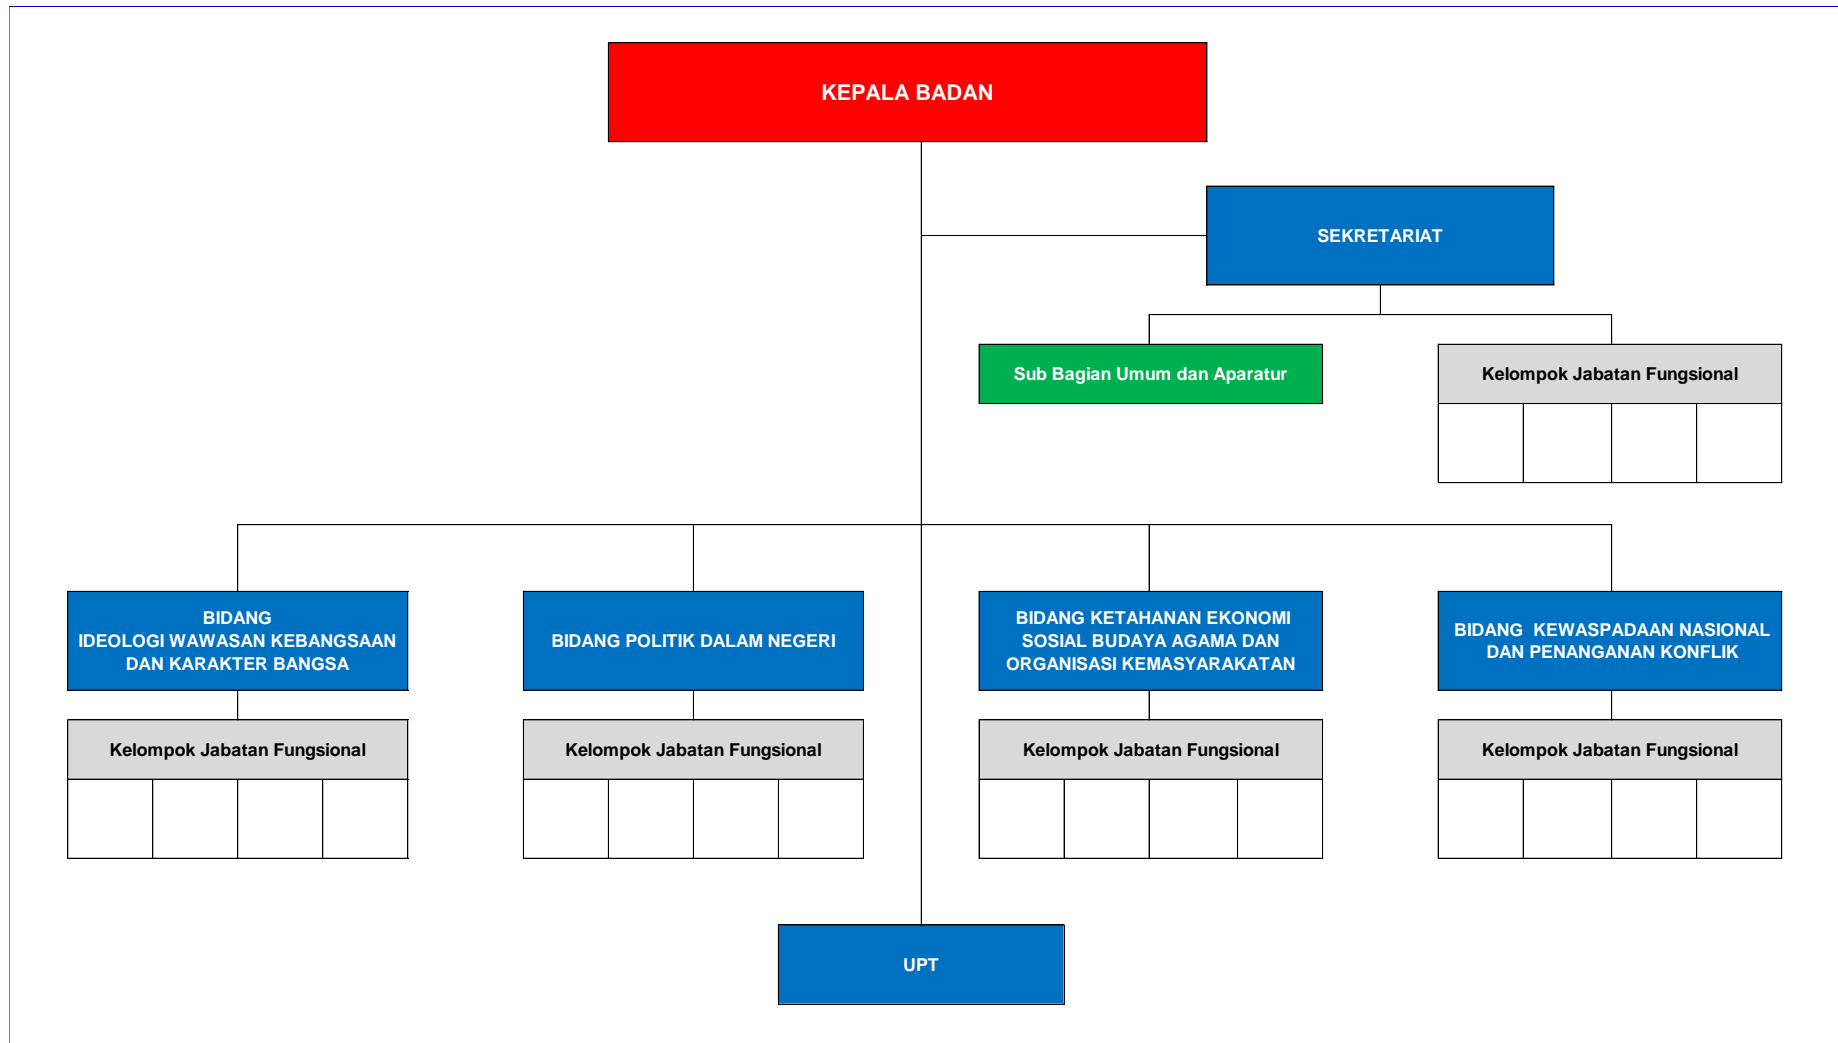 KEPALA BADAN
SEKRETARIAT
Sub Bagian Umum dan Aparatur
Kelompok Jabatan Fungsional
BIDANG
IDEOLOGI WAWASAN KEBANGSAAN
DAN KARAKTER BANGSA
BIDANG POLITIK DALAM NEGERI
BIDANG KETAHANAN EKONOMI
SOSIAL BUDAYA AGAMA DAN
ORGANISASI KEMASYARAKATAN
BIDANG  KEWASPADAAN NASIONAL
DAN PENANGANAN KONFLIK
Kelompok Jabatan Fungsional
Kelompok Jabatan Fungsional
Kelompok Jabatan Fungsional
Kelompok Jabatan Fungsional
UPT